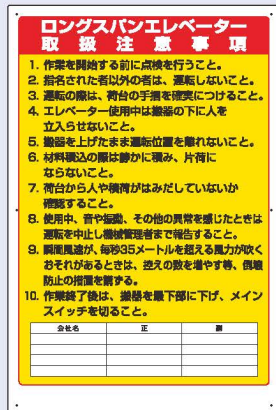 ロングスパンエレベーター
取扱注意事項
1. 作業を開始する前に点検を行うこと。
2. 指名された者以外の者は、運転しないこと。
3. 運転の際は、荷台の手摺を確実につけること。
4. エレベーター使用中は搬器の下に人を
立入らせないこと。
5. 搬器を上げたまま運転位置を離れないこと。
6. 材料積込の際は静かに積み、片荷に
ならないこと。
7. 荷台から人や積荷がはみだしていないか
確認すること。
8. 使用中、音や振動、その他の異常を感じたときは
運転を中止し機械管理者まで報告すること。
9. 瞬間風速が、毎秒35メートルを超える風力が吹く
おそれがあるときは、控えの数を増やす等、倒壊
防止の措置を講ずる。
10. 作業終了後は、搬器を最下部に下げ、メイン
スイッチを切ること。
会社名 正 副